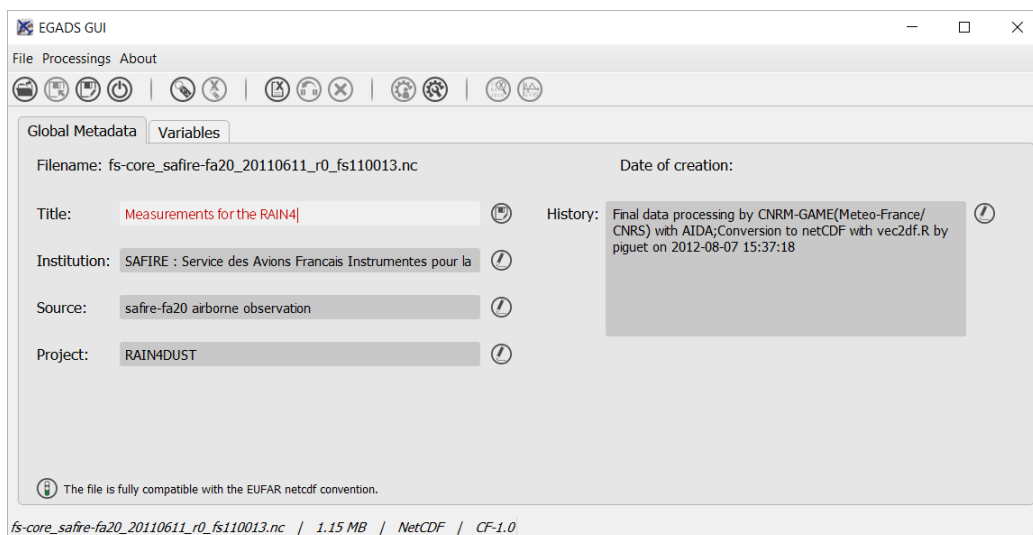 EGADS GUI
File Processings About
Global Metadata Variables
Filename: fs-core_safire-fa20_20110611_r0_fs110013.nc
Date of creation:
Title: Measurements for the RAIN4
Institution: SAFIRE : Service des Avions Francais Instrumentes pour la
Source: safire-fa20 airborne observation
Project: RAIN4DUST
History: Final data processing by CNRM-GAME(Meteo-France/
CNRS) with AIDA;Conversion to netCDF with vec2df.R by
piguet on 2012-08-07 15:37:18
The file is fully compatible with the EUFAR netcdf convention.
fs-core_safire-fa20_20110611_r0_fs110013.nc | 1.15 MB | NetCDF | CF-1.0